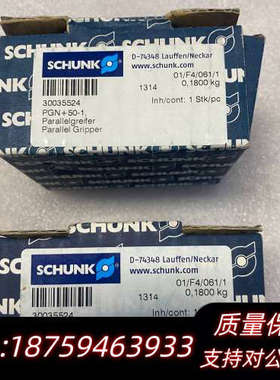 SCHUNK
D-74348 Lauffen/Neckar
www.schunk.com
01/F4/061/1
1314
0,1800 kg
30035524
PGN+50-1
Parallelgreifer
Parallel Gripper
Inh/cont: 1 Stk/pc
SCHUNK
D-74348 Lauffen/Neckar
www.schunk.com
01/F4/061/1
1314
0,1800 kg
30035524
质量保
:18759463933
支持对公